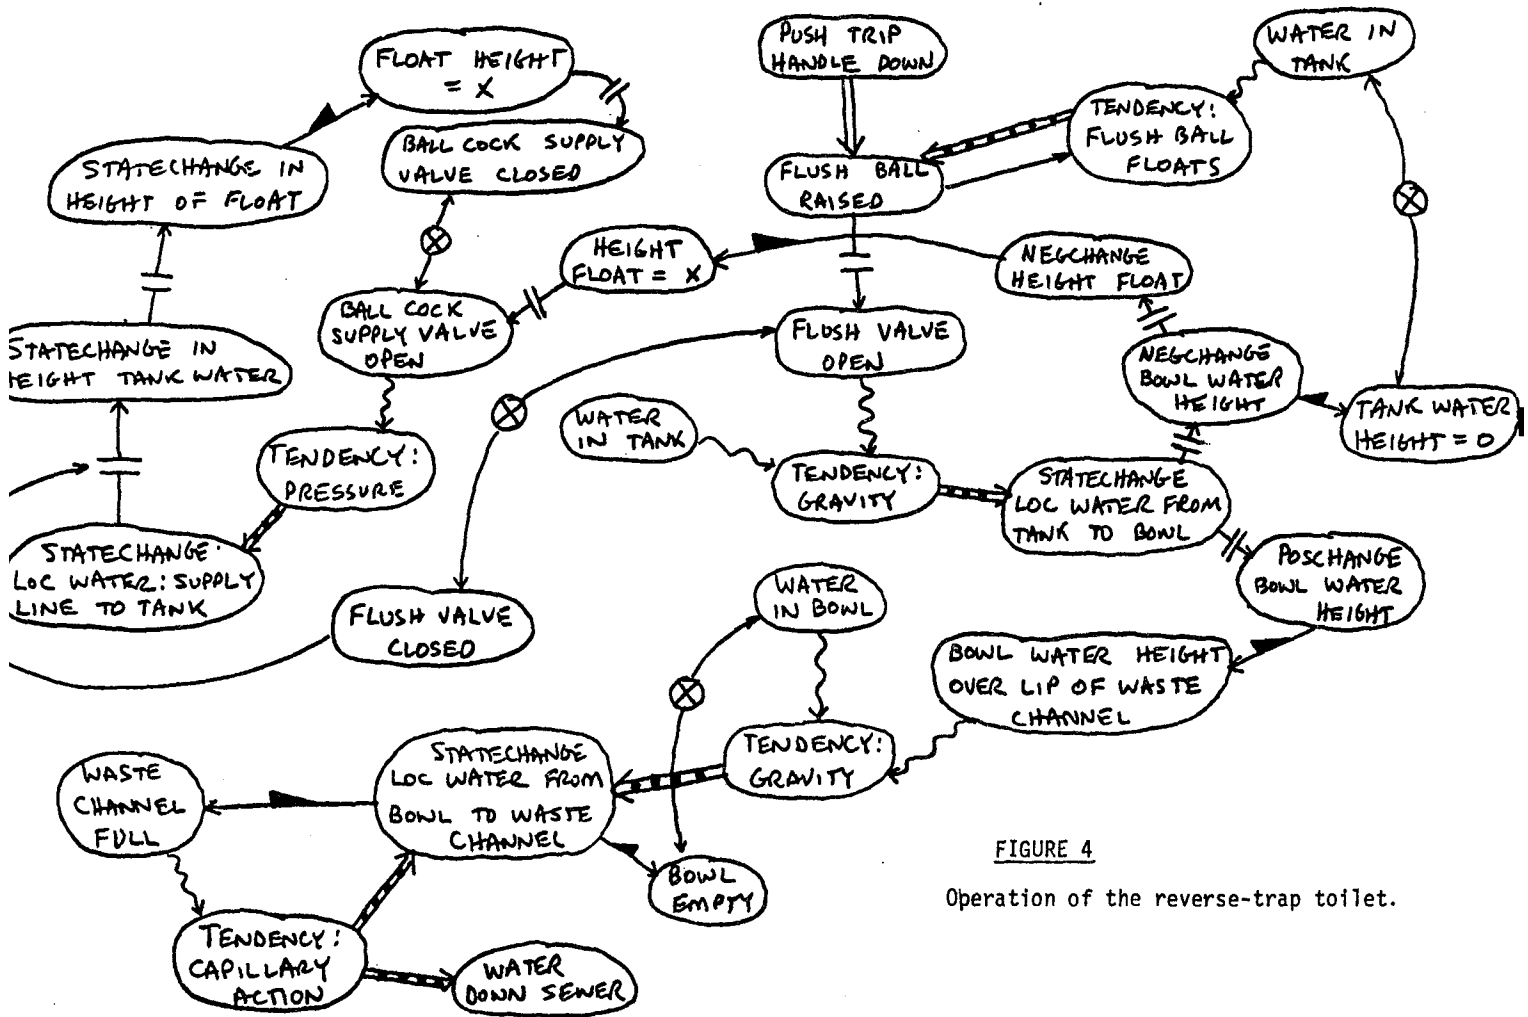 FLOAT HEIGHT
= X
PUSH TRIP
HANDLE DOWN
WATER IN
TANK
BALL COCK SUPPLY
VALVE CLOSED
TENDENCY:
FLUSH BALL
FLOATS
STATECHANGE IN
HEIGHT OF FLOAT
FLUSH BALL
RAISED
HEIGHT
FLOAT = X
NEGCHANGE
HEIGHT FLOAT
BALL COCK
SUPPLY VALVE
OPEN
FLUSH VALVE
OPEN
STATECHANGE IN
HEIGHT TANK WATER
NEGCHANGE
BOWL WATER
HEIGHT
TANK WATER
HEIGHT = 0
WATER
IN TANK
TENDENCY:
PRESSURE
TENDENCY:
GRAVITY
STATECHANGE
LOC WATER FROM
TANK TO BOWL
STATECHANGE
LOC WATER: SUPPLY
LINE TO TANK
POSCHANGE
BOWL WATER
HEIGHT
FLUSH VALVE
CLOSED
WATER
IN BOWL
BOWL WATER HEIGHT
OVER LIP OF WASTE
CHANNEL
TENDENCY:
GRAVITY
STATECHANGE
LOC WATER FROM
BOWL TO WASTE
CHANNEL
WASTE
CHANNEL
FULL
BOWL
EMPTY
TENDENCY:
CAPILLARY
ACTION
WATER
DOWN SEWER
FIGURE 4
Operation of the reverse-trap toilet.